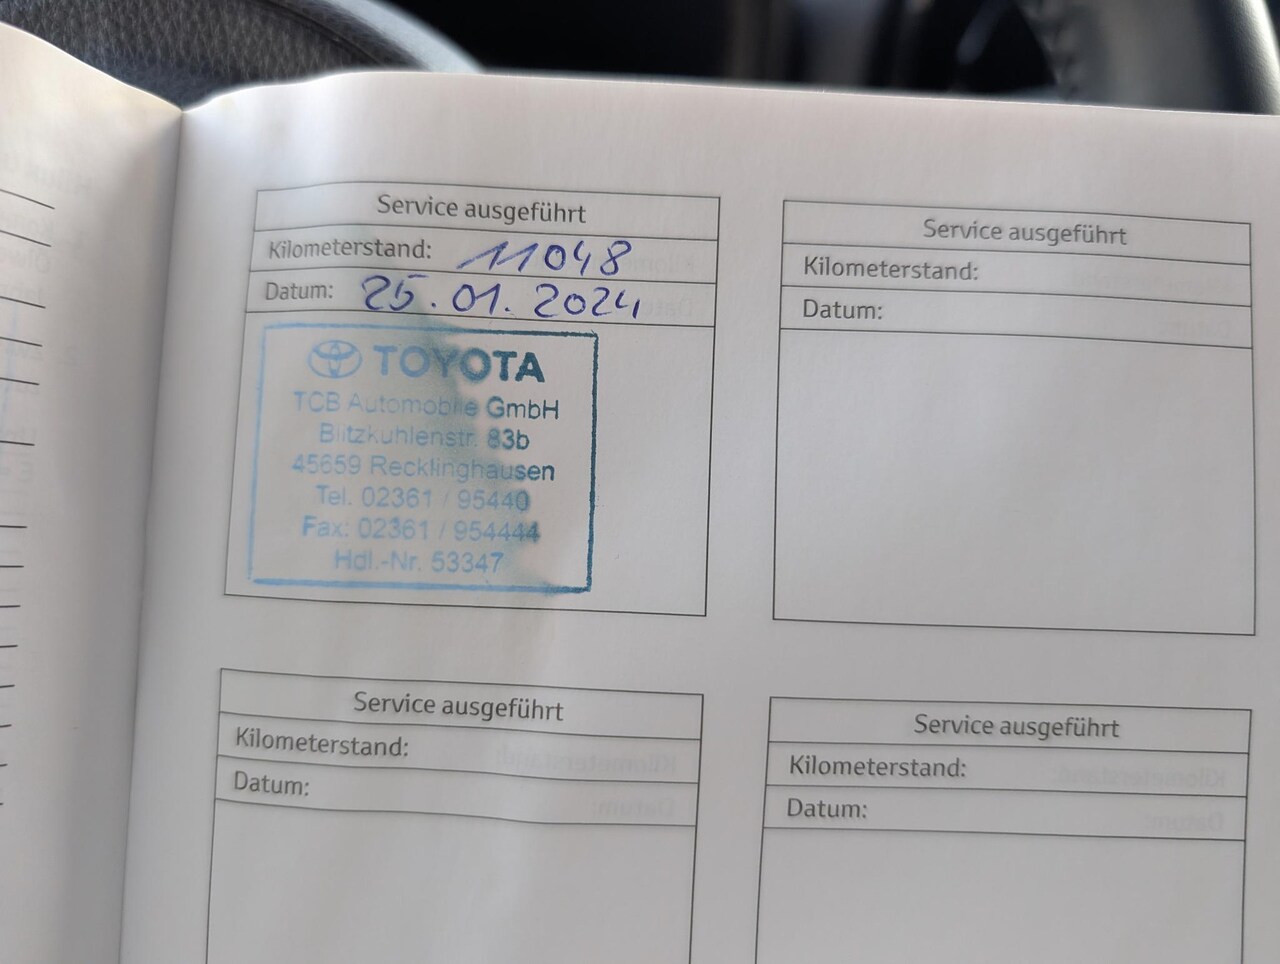 Service ausgeführt
Kilometerstand: 11048
Datum: 25.01.2024
TOYOTA
TCB Automobile GmbH
Blitzkuhlenstr. 83b
45659 Recklinghausen
Tel. 02361 / 95440
Fax: 02361 / 954444
Hdl.-Nr. 53347
Service ausgeführt
Kilometerstand:
Datum:
Service ausgeführt
Kilometerstand:
Datum:
Service ausgeführt
Kilometerstand:
Datum: